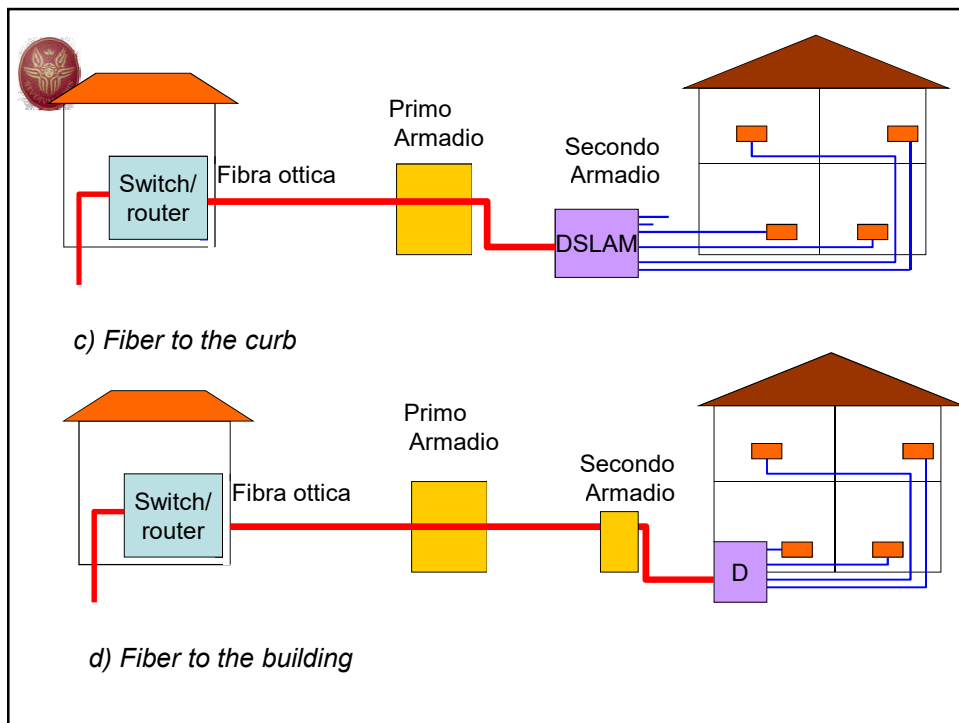 Primo
Armadio
Secondo
Armadio
Switch/
router
Fibra ottica
DSLAM
c) Fiber to the curb
Primo
Armadio
Secondo
Armadio
Switch/
router
Fibra ottica
D
d) Fiber to the building